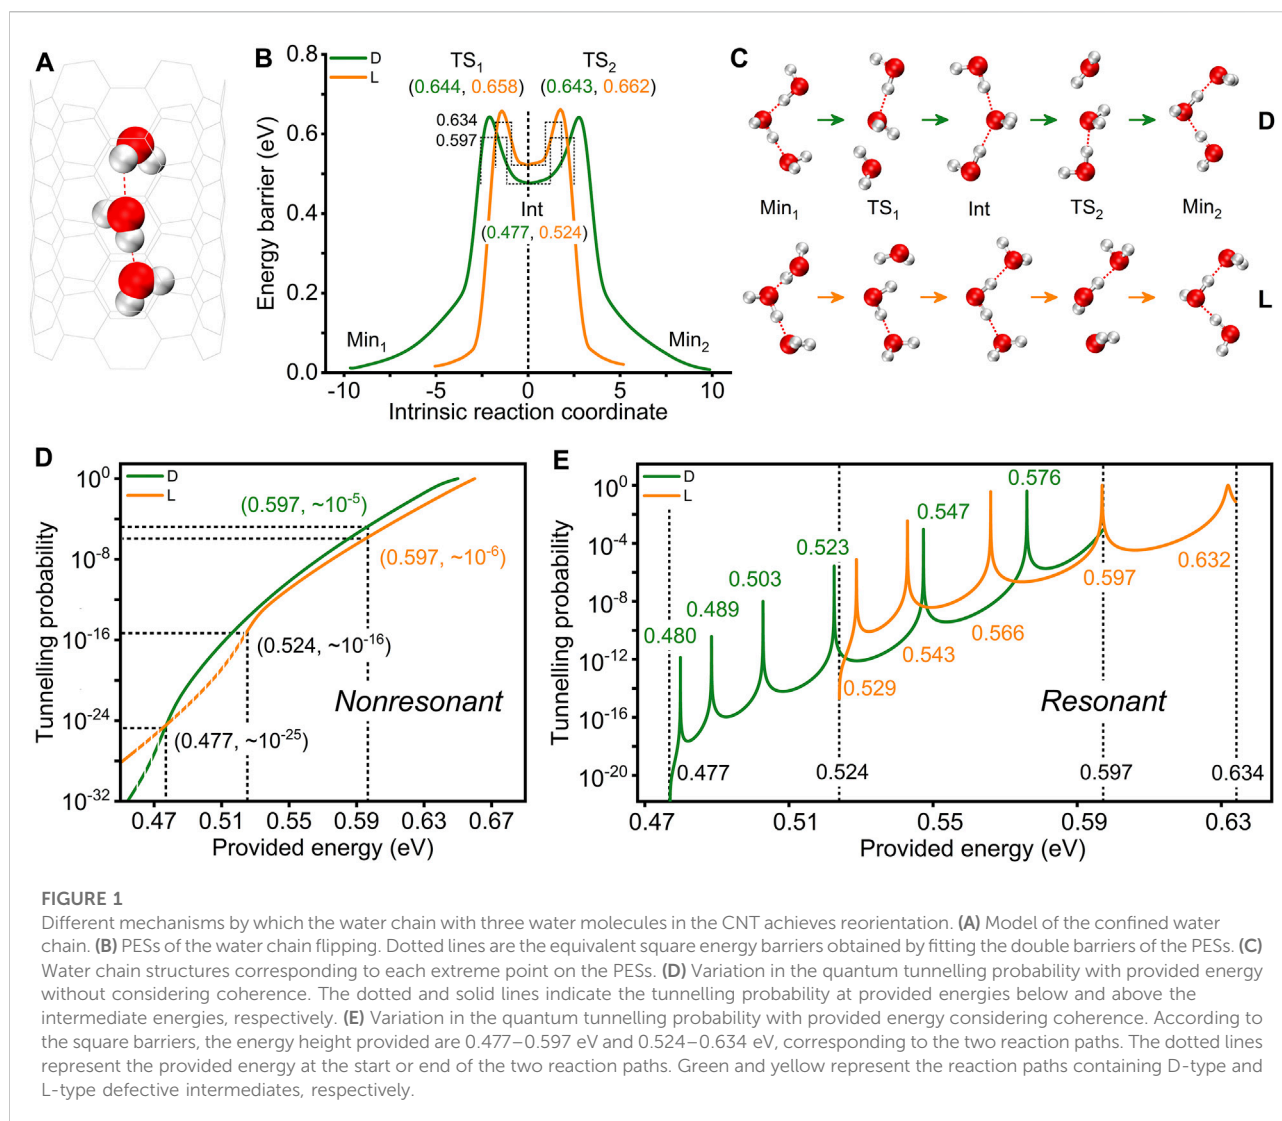 A
B
0.8
D
L
TS1
TS2
(0.644, 0.658)
(0.643, 0.662)
0.634
0.597
0.6
0.4
0.2
0.0
Energy barrier (eV)
Int
(0.477, 0.524)
Min1
Min2
-10
-5
0
5
10
Intrinsic reaction coordinate
C
D
Min1
TS1
Int
TS2
Min2
L
D
D
L
10^0
10^-8
10^-16
10^-24
10^-32
Tunnelling probability
(0.597, ~10^-5)
(0.597, ~10^-6)
(0.524, ~10^-16)
Nonresonant
(0.477, ~10^-25)
0.47
0.51
0.55
0.59
0.63
0.67
Provided energy (eV)
E
D
L
10^0
10^-4
10^-8
10^-12
10^-16
10^-20
Tunnelling probability
0.576
0.547
0.523
0.503
0.489
0.480
0.597
0.632
0.566
0.543
0.529
Resonant
0.477
0.524
0.597
0.634
0.47
0.51
0.55
0.59
0.63
Provided energy (eV)
FIGURE 1
Different mechanisms by which the water chain with three water molecules in the CNT achieves reorientation. (A) Model of the confined water
chain. (B) PESs of the water chain flipping. Dotted lines are the equivalent square energy barriers obtained by fitting the double barriers of the PESs. (C)
Water chain structures corresponding to each extreme point on the PESs. (D) Variation in the quantum tunnelling probability with provided energy
without considering coherence. The dotted and solid lines indicate the tunnelling probability at provided energies below and above the
intermediate energies, respectively. (E) Variation in the quantum tunnelling probability with provided energy considering coherence. According to
the square barriers, the energy height provided are 0.477–0.597 eV and 0.524–0.634 eV, corresponding to the two reaction paths. The dotted lines
represent the provided energy at the start or end of the two reaction paths. Green and yellow represent the reaction paths containing D-type and
L-type defective intermediates, respectively.